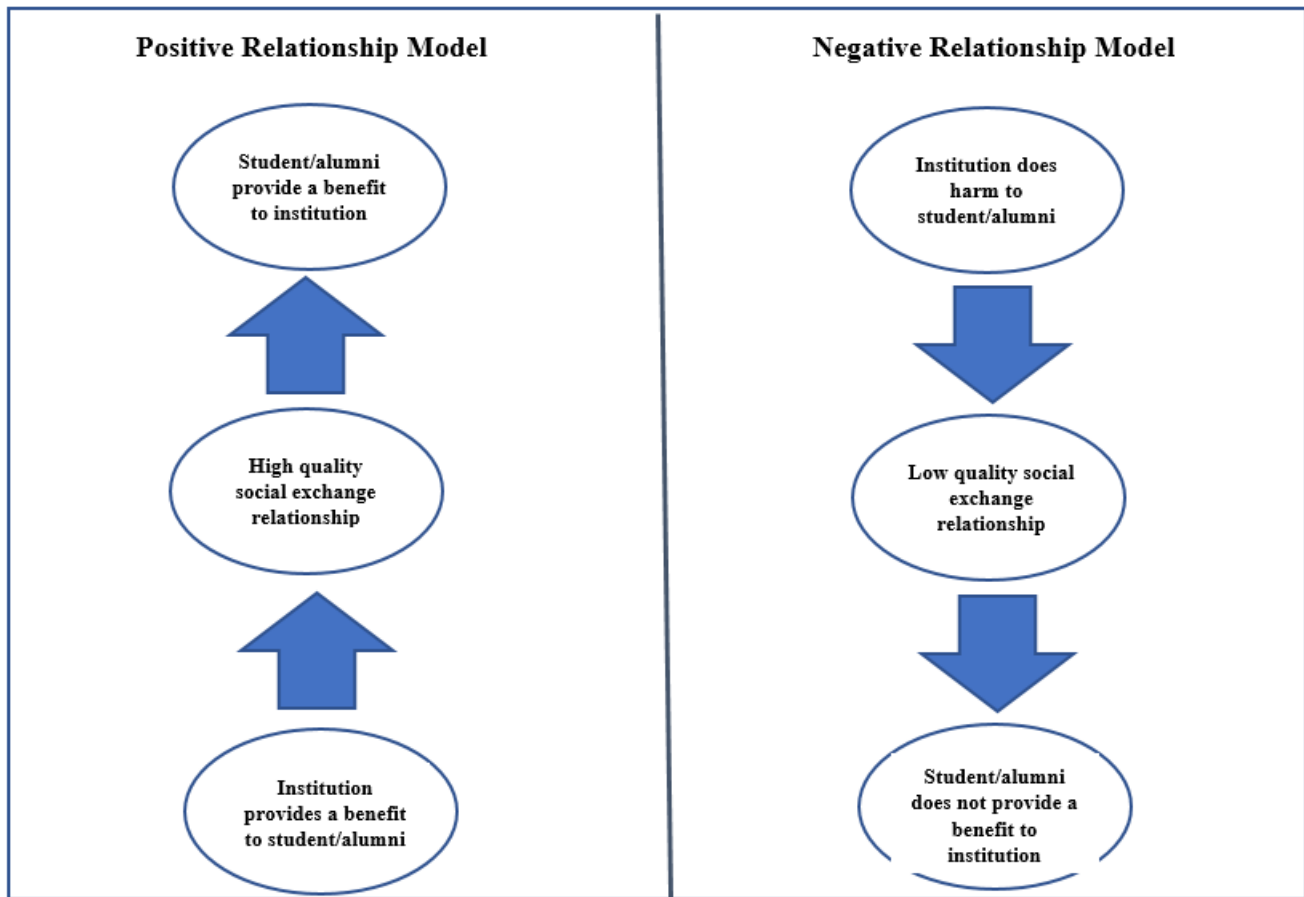 Positive Relationship Model
Student/alumni
provide a benefit
to institution
High quality
social exchange
relationship
Institution
provides a benefit
to student/alumni
Negative Relationship Model
Institution does
harm to
student/alumni
Low quality social
exchange
relationship
Student/alumni
does not provide a
benefit to
institution